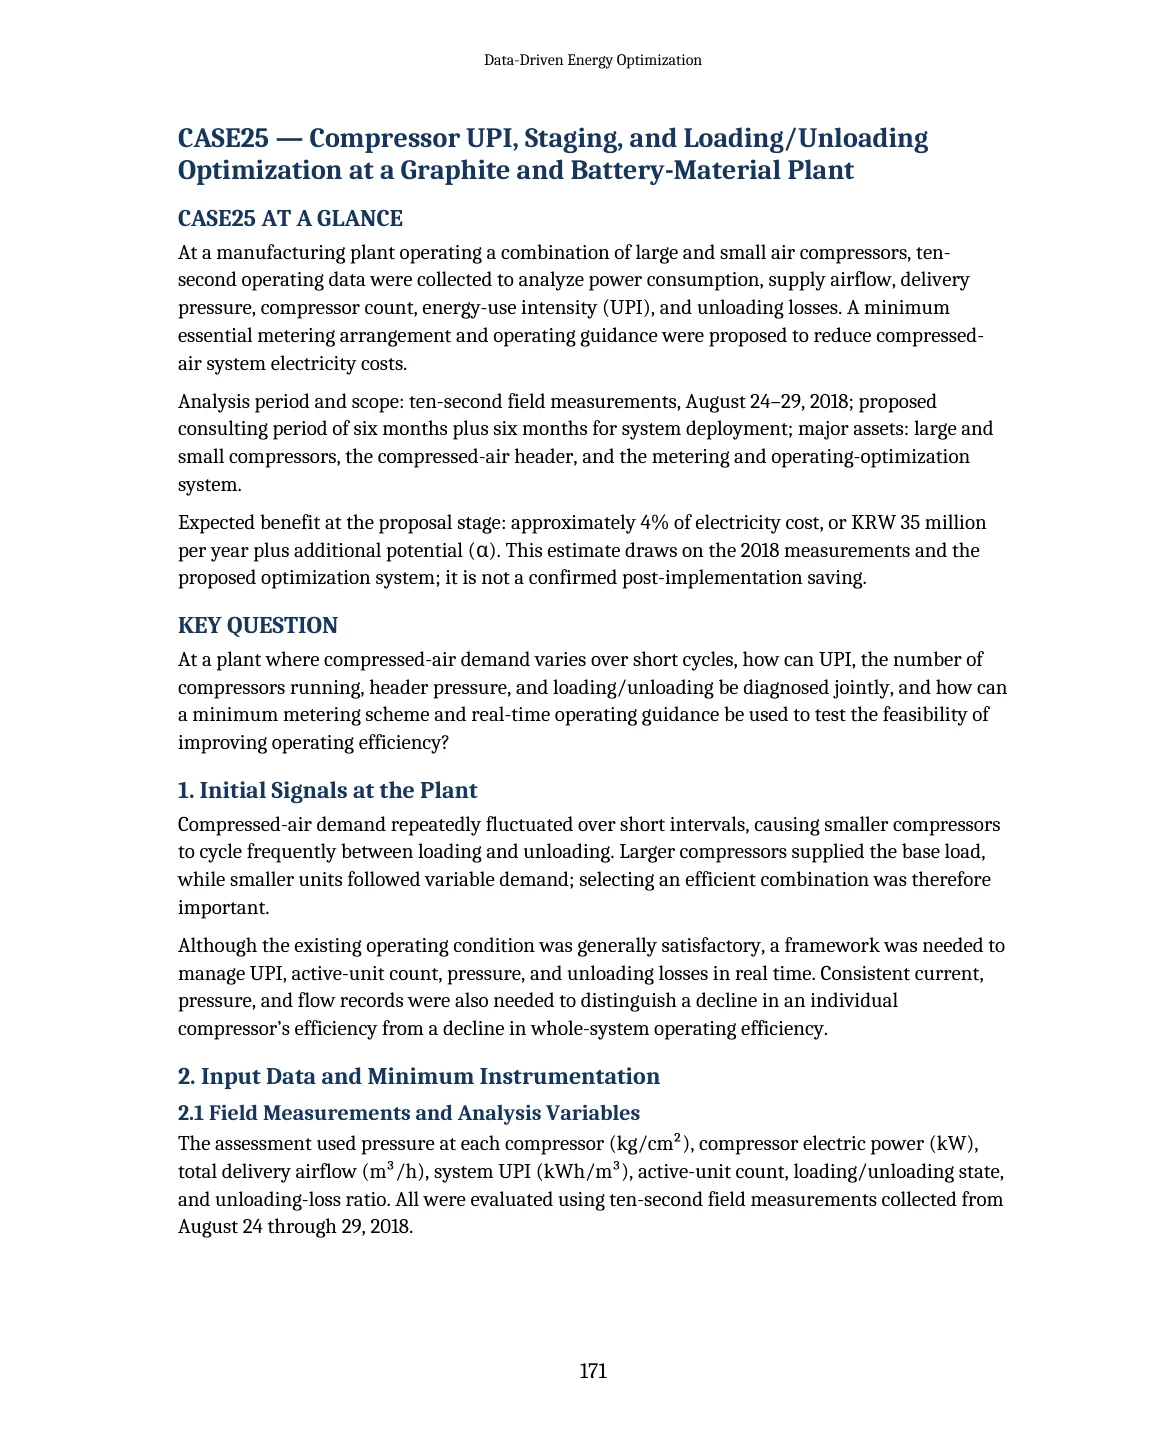 Data-Driven Energy Optimization
CASE25 — Compressor UPI, Staging, and Loading/Unloading
Optimization at a Graphite and Battery-Material Plant
CASE25 AT A GLANCE
At a manufacturing plant operating a combination of large and small air compressors, ten-
second operating data were collected to analyze power consumption, supply airflow, delivery
pressure, compressor count, energy-use intensity (UPI), and unloading losses. A minimum
essential metering arrangement and operating guidance were proposed to reduce compressed-
air system electricity costs.
Analysis period and scope: ten-second field measurements, August 24–29, 2018; proposed
consulting period of six months plus six months for system deployment; major assets: large and
small compressors, the compressed-air header, and the metering and operating-optimization
system.
Expected benefit at the proposal stage: approximately 4% of electricity cost, or KRW 35 million
per year plus additional potential (α). This estimate draws on the 2018 measurements and the
proposed optimization system; it is not a confirmed post-implementation saving.
KEY QUESTION
At a plant where compressed-air demand varies over short cycles, how can UPI, the number of
compressors running, header pressure, and loading/unloading be diagnosed jointly, and how can
a minimum metering scheme and real-time operating guidance be used to test the feasibility of
improving operating efficiency?
1. Initial Signals at the Plant
Compressed-air demand repeatedly fluctuated over short intervals, causing smaller compressors
to cycle frequently between loading and unloading. Larger compressors supplied the base load,
while smaller units followed variable demand; selecting an efficient combination was therefore
important.
Although the existing operating condition was generally satisfactory, a framework was needed to
manage UPI, active-unit count, pressure, and unloading losses in real time. Consistent current,
pressure, and flow records were also needed to distinguish a decline in an individual
compressor’s efficiency from a decline in whole-system operating efficiency.
2. Input Data and Minimum Instrumentation
2.1 Field Measurements and Analysis Variables
The assessment used pressure at each compressor (kg/cm²), compressor electric power (kW),
total delivery airflow (m³/h), system UPI (kWh/m³), active-unit count, loading/unloading state,
and unloading-loss ratio. All were evaluated using ten-second field measurements collected from
August 24 through 29, 2018.
171